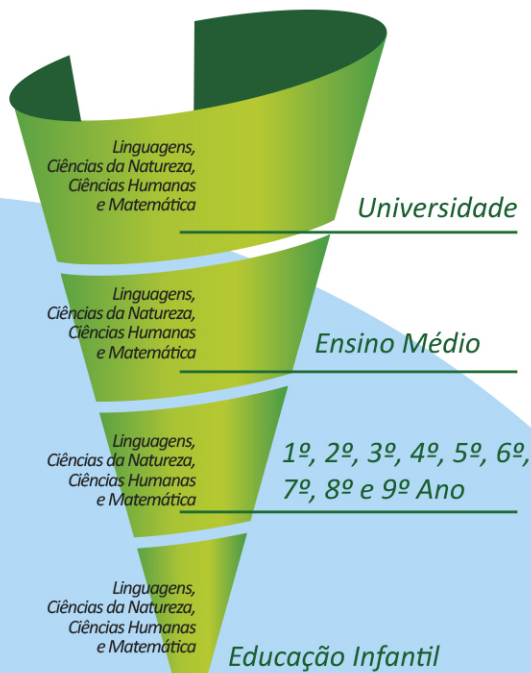 Linguagens,
Ciências da Natureza,
Ciências Humanas
e Matemática
Universidade
Linguagens,
Ciências da Natureza,
Ciências Humanas
e Matemática
Ensino Médio
Linguagens,
Ciências da Natureza,
Ciências Humanas
e Matemática
1º, 2º, 3º, 4º, 5º, 6º,
7º, 8º e 9º Ano
Linguagens,
Ciências da Natureza,
Ciências Humanas
e Matemática
Educação Infantil